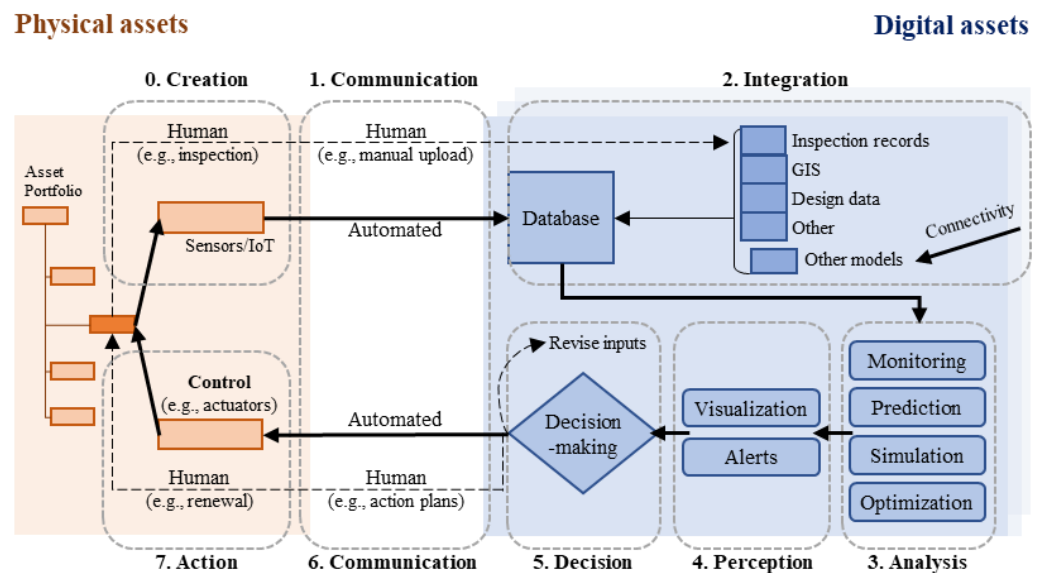 Physical assets
Digital assets
0. Creation
1. Communication
2. Integration
Human
(e.g., inspection)
Human
(e.g., manual upload)
Inspection records
GIS
Design data
Other
Other models
Connectivity
Asset
Portfolio
Sensors/IoT
Automated
Database
Revise inputs
Monitoring
Prediction
Simulation
Optimization
Visualization
Alerts
Decision
-making
Automated
Control
(e.g., actuators)
Human
(e.g., renewal)
Human
(e.g., action plans)
7. Action
6. Communication
5. Decision
4. Perception
3. Analysis